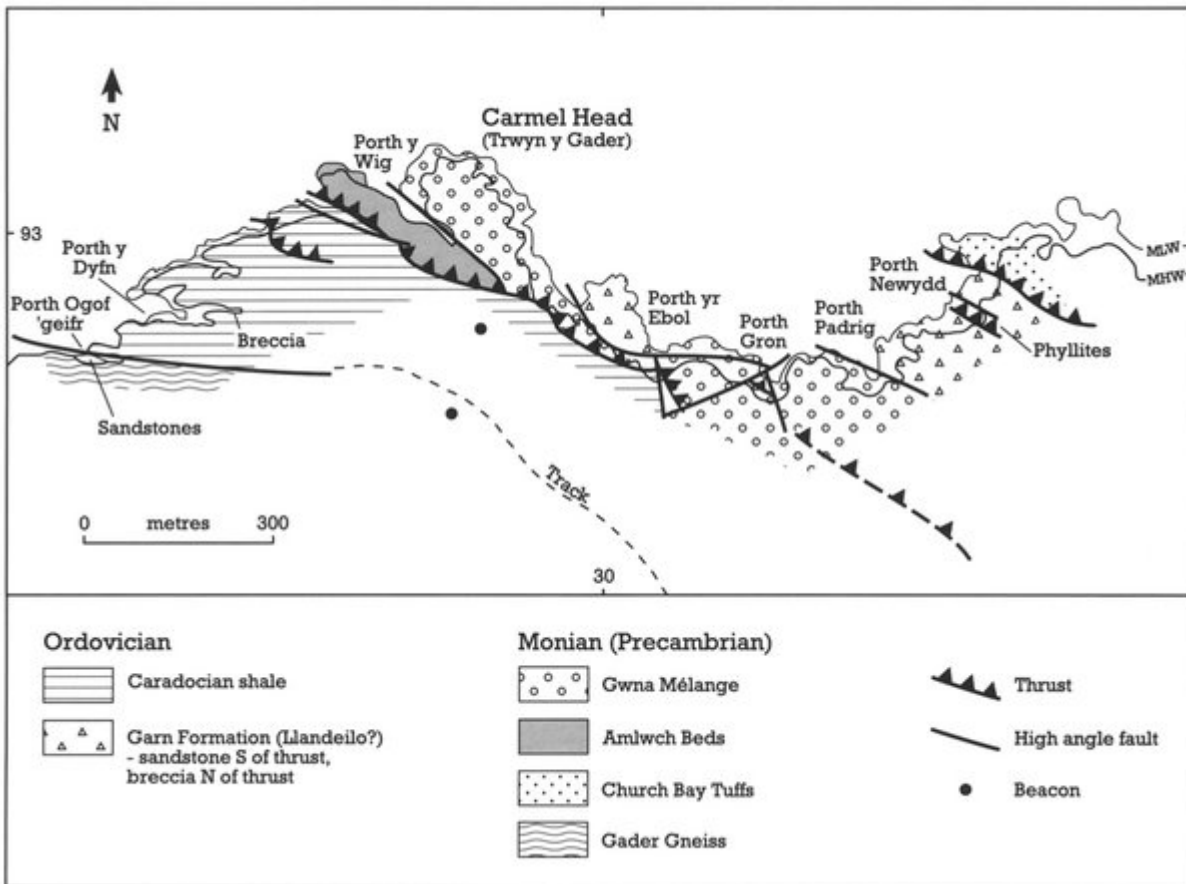 N
Carmel Head
(Trwyn y Gader)
Porth y
Wig
93
Porth y
Dyfn
Porth Ogof
'geifr
Breccia
Sandstones
Porth yr
Ebol
Porth
Gron
Porth
Padrig
Porth
Newydd
MLW
MHW
Phyllites
Track
0 metres 300
30
Ordovician
Caradocian shale
Garn Formation (Llandeilo?)
- sandstone S of thrust,
breccia N of thrust
Monian (Precambrian)
Gwna Mélange
Amlwch Beds
Church Bay Tuffs
Gader Gneiss
Thrust
High angle fault
Beacon